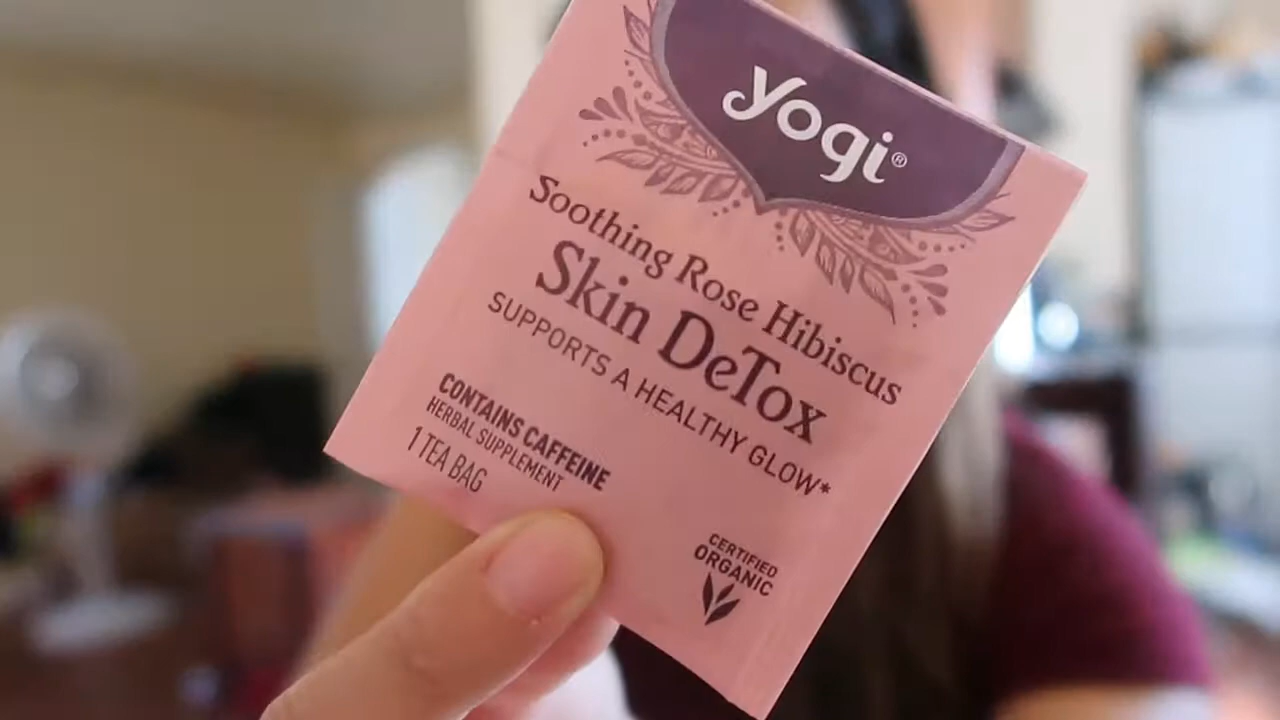 yogi®
Soothing Rose Hibiscus
Skin DeTox
SUPPORTS A HEALTHY GLOW*
CONTAINS CAFFEINE
HERBAL SUPPLEMENT
1 TEA BAG
CERTIFIED
ORGANIC